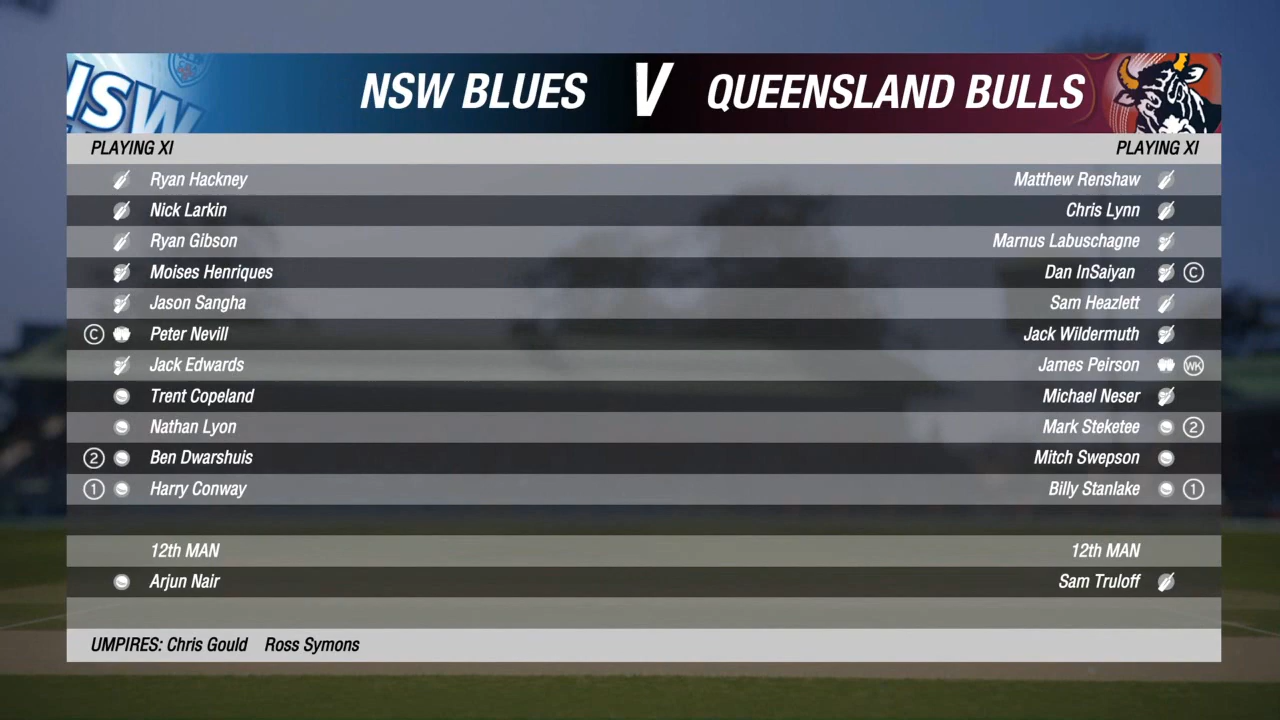 NSW
NSW BLUES V QUEENSLAND BULLS
PLAYING XI PLAYING XI
Ryan Hackney Matthew Renshaw
Nick Larkin Chris Lynn
Ryan Gibson Marnus Labuschagne
Moises Henriques Dan InSaiyan C
Jason Sangha Sam Heazlett
C Peter Nevill Jack Wildermuth
Jack Edwards James Peirson WK
Trent Copeland Michael Neser
Nathan Lyon Mark Steketee 2
2 Ben Dwarshuis Mitch Swepson
1 Harry Conway Billy Stanlake 1
12th MAN 12th MAN
Arjun Nair Sam Truloff
UMPIRES: Chris Gould Ross Symons